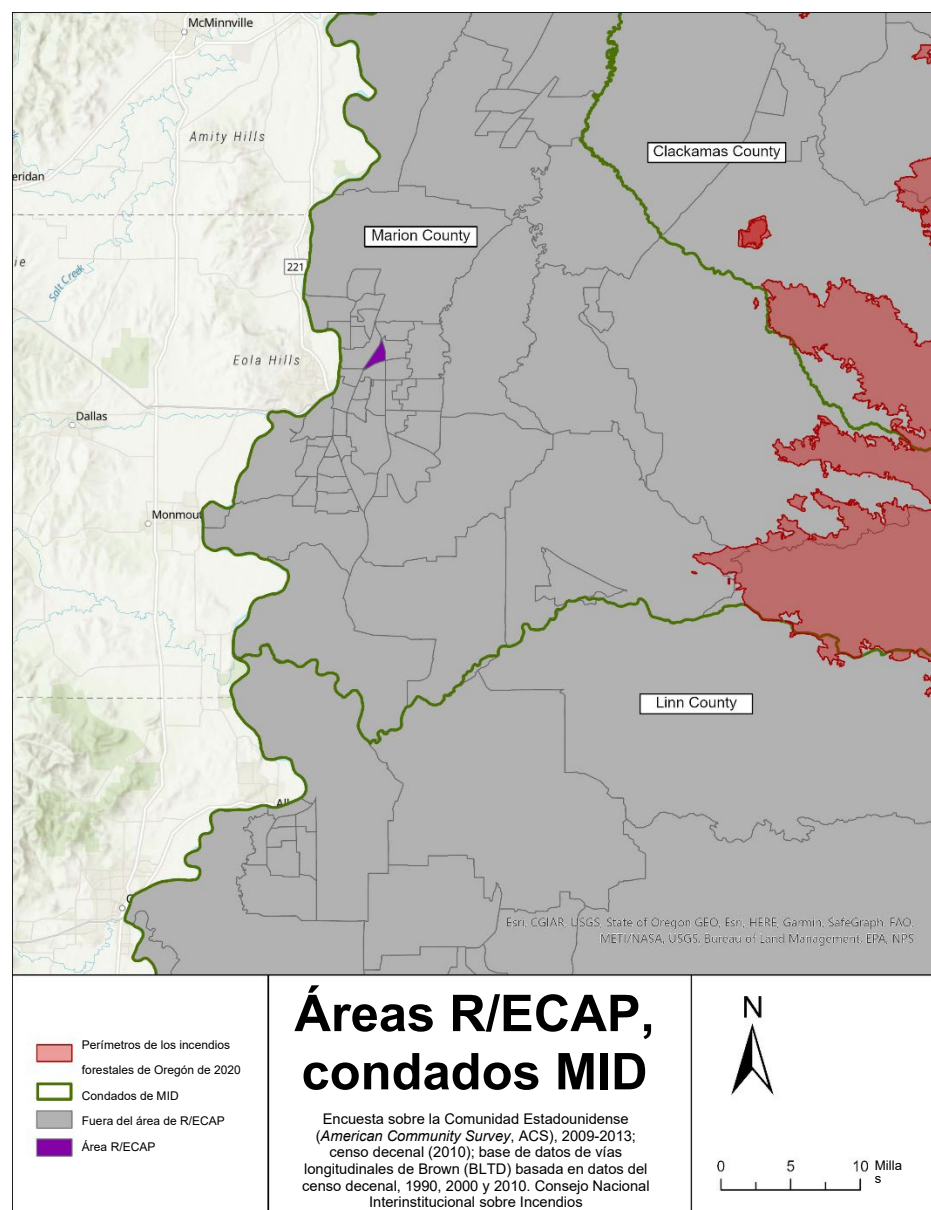 McMinnville
Amity Hills
Clackamas County
eridan
Marion County
ie
221
Salt Creek
Eola Hills
Dallas
Monmout
Linn County
Esri, CGIAR, USGS, State of Oregon GEO, Esri, HERE, Garmin, SafeGraph, FAO,
METI/NASA, USGS, Bureau of Land Management, EPA, NPS
Perímetros de los incendios
forestales de Oregón de 2020
Condados de MID
Fuera del área de R/ECAP
Área R/ECAP
Áreas R/ECAP,
condados MID
Encuesta sobre la Comunidad Estadounidense
(American Community Survey, ACS), 2009-2013;
censo decenal (2010); base de datos de vías
longitudinales de Brown (BLTD) basada en datos del
censo decenal, 1990, 2000 y 2010. Consejo Nacional
Interinstitucional sobre Incendios
N
0 5 10 Milla
s